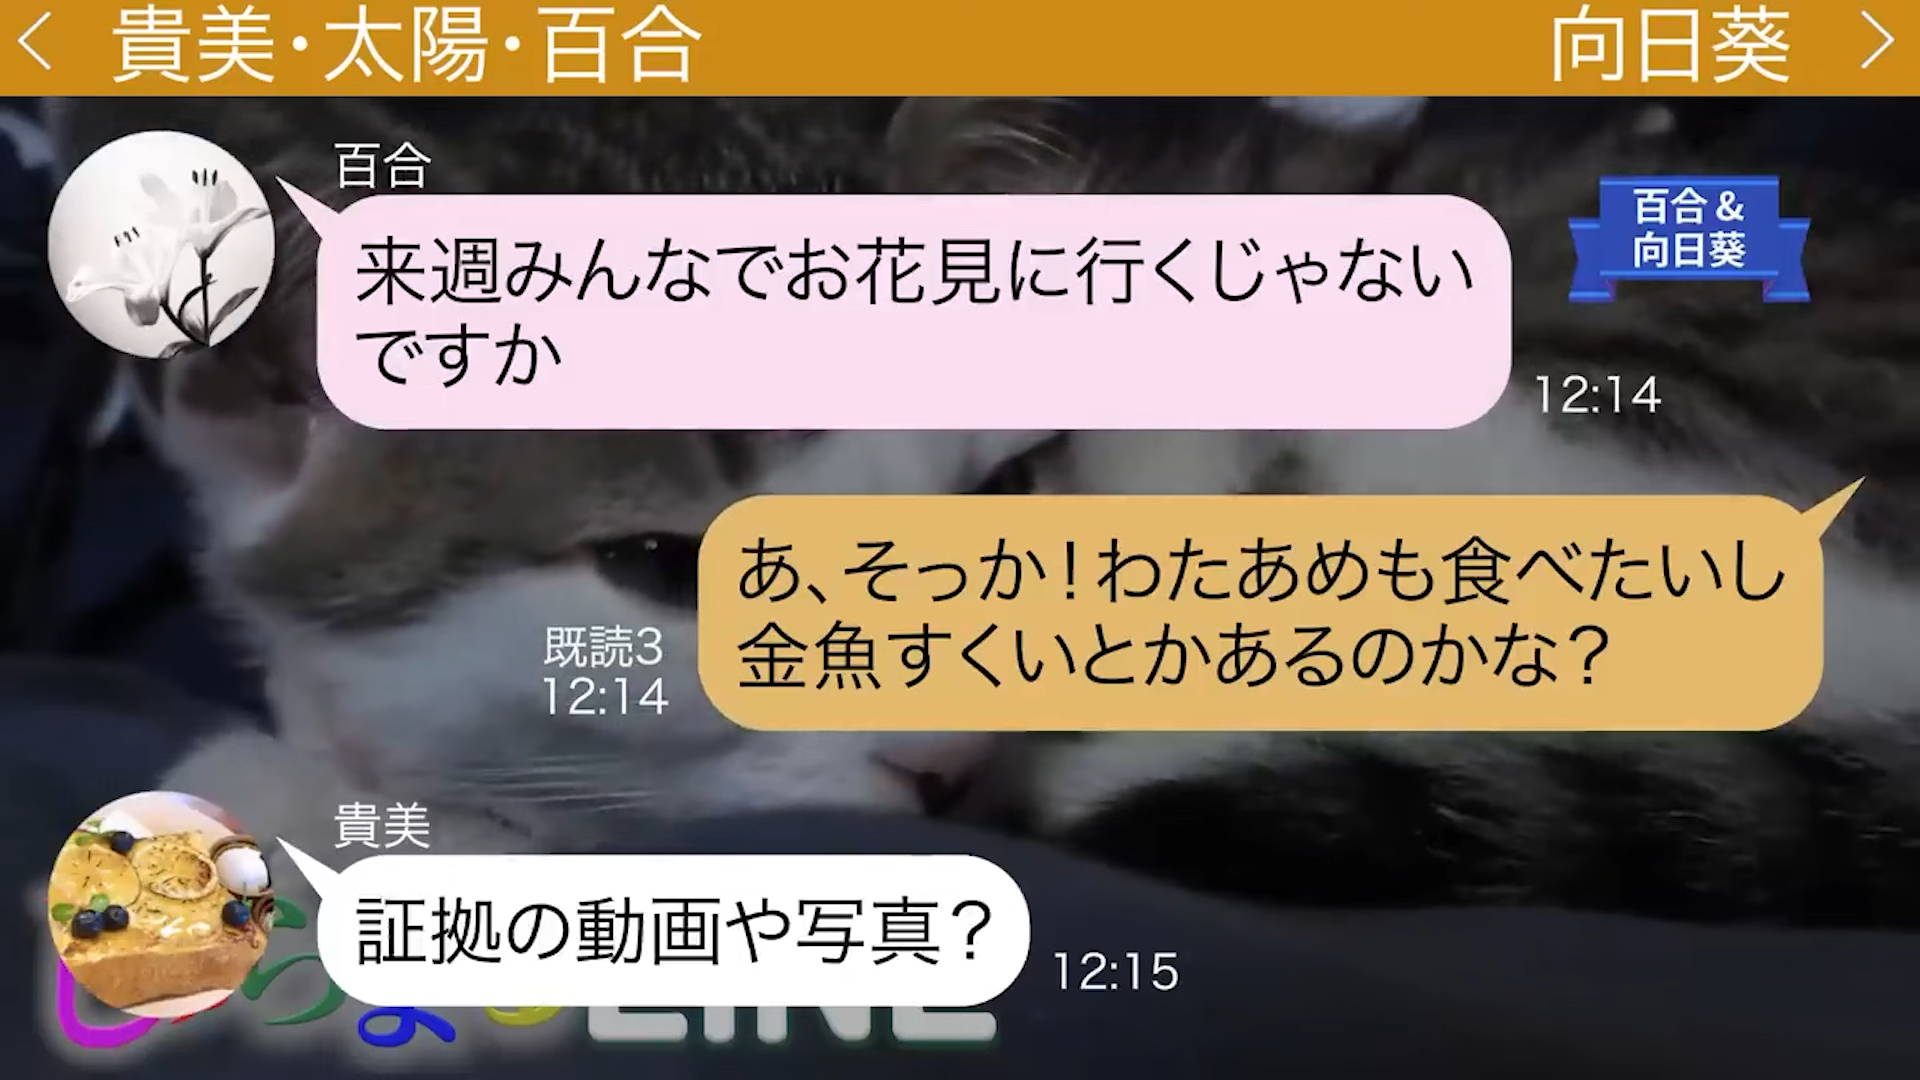 貴美・太陽・百合
向日葵
百合
来週みんなでお花見に行くじゃない
ですか
12:14
百合&
向日葵
あ、そっか!わたあめも食べたいし
金魚すくいとかあるのかな?
既読3
12:14
貴美
証拠の動画や写真?
12:15
LINE